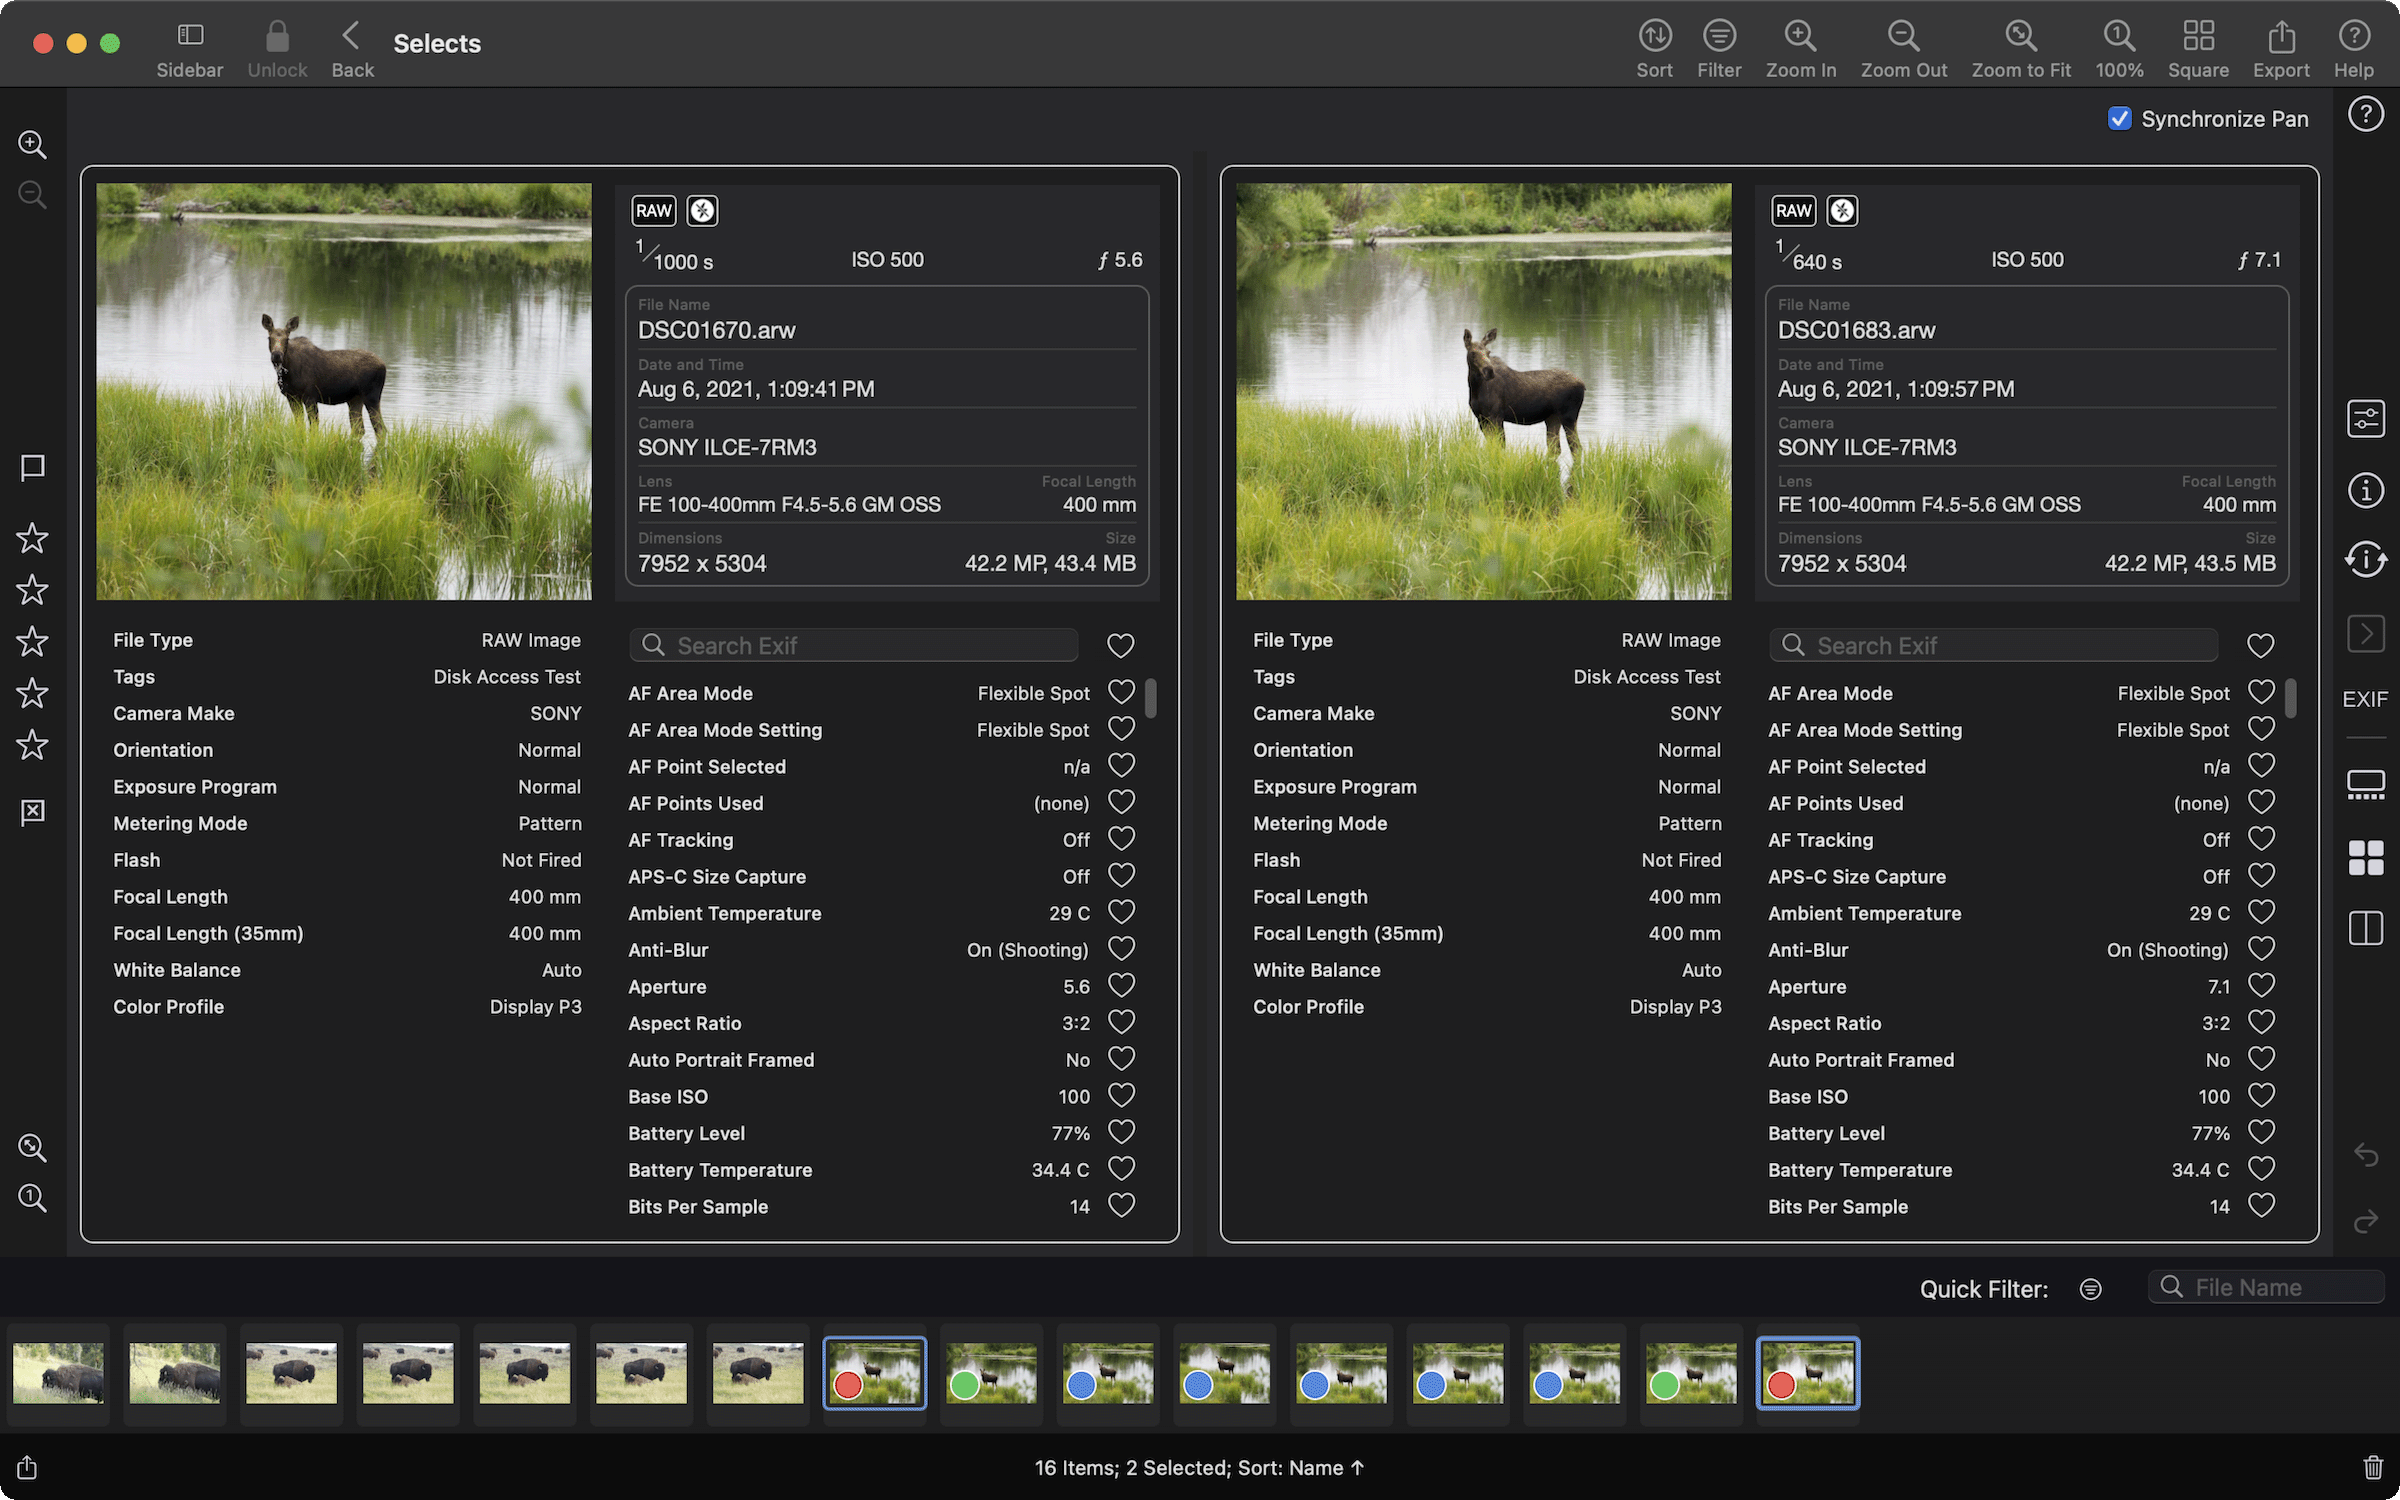 Sidebar
Unlock
Back
Selects
Sort
Filter
Zoom In
Zoom Out
Zoom to Fit
1
100%
Square
Export
?
Help
Synchronize Pan
?
RAW
1/1000 s ISO 500 ƒ 5.6
File Name
DSC01670.arw
Date and Time
Aug 6, 2021, 1:09:41 PM
Camera
SONY ILCE-7RM3
Lens Focal Length
FE 100-400mm F4.5-5.6 GM OSS 400 mm
Dimensions Size
7952 x 5304 42.2 MP, 43.4 MB
File Type RAW Image
Tags Disk Access Test
Camera Make SONY
Orientation Normal
Exposure Program Normal
Metering Mode Pattern
Flash Not Fired
Focal Length 400 mm
Focal Length (35mm) 400 mm
White Balance Auto
Color Profile Display P3
Search Exif
AF Area Mode Flexible Spot
AF Area Mode Setting Flexible Spot
AF Point Selected n/a
AF Points Used (none)
AF Tracking Off
APS-C Size Capture Off
Ambient Temperature 29 C
Anti-Blur On (Shooting)
Aperture 5.6
Aspect Ratio 3:2
Auto Portrait Framed No
Base ISO 100
Battery Level 77%
Battery Temperature 34.4 C
Bits Per Sample 14
RAW
1/640 s ISO 500 ƒ 7.1
File Name
DSC01683.arw
Date and Time
Aug 6, 2021, 1:09:57 PM
Camera
SONY ILCE-7RM3
Lens Focal Length
FE 100-400mm F4.5-5.6 GM OSS 400 mm
Dimensions Size
7952 x 5304 42.2 MP, 43.5 MB
File Type RAW Image
Tags Disk Access Test
Camera Make SONY
Orientation Normal
Exposure Program Normal
Metering Mode Pattern
Flash Not Fired
Focal Length 400 mm
Focal Length (35mm) 400 mm
White Balance Auto
Color Profile Display P3
Search Exif
AF Area Mode Flexible Spot
AF Area Mode Setting Flexible Spot
AF Point Selected n/a
AF Points Used (none)
AF Tracking Off
APS-C Size Capture Off
Ambient Temperature 29 C
Anti-Blur On (Shooting)
Aperture 7.1
Aspect Ratio 3:2
Auto Portrait Framed No
Base ISO 100
Battery Level 77%
Battery Temperature 34.4 C
Bits Per Sample 14
i
i
EXIF
1
Quick Filter:
File Name
16 Items; 2 Selected; Sort: Name ↑